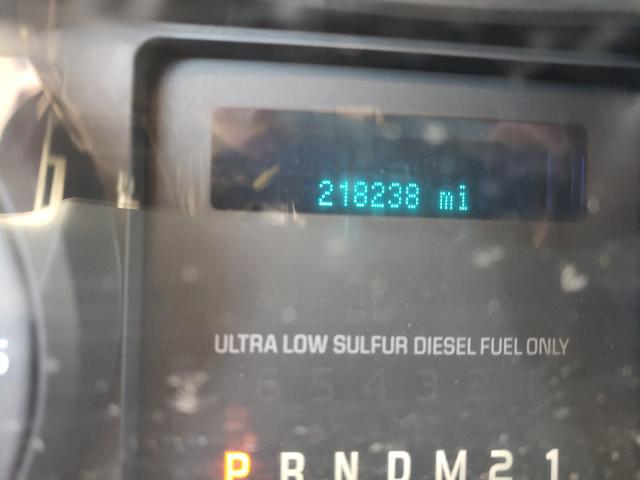 218238 mi
ULTRA LOW SULFUR DIESEL FUEL ONLY
6 5 4 3 2
P R N D M 2 1